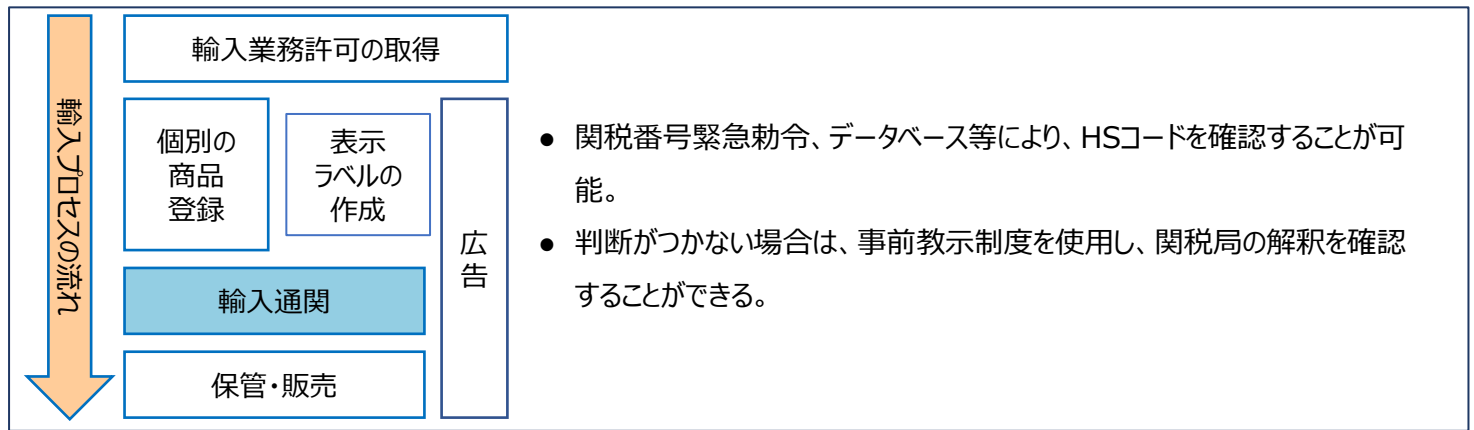 輸入プロセスの流れ
輸入業務許可の取得
個別の
商品
登録
表示
ラベルの
作成
広告
輸入通関
保管・販売
● 関税番号緊急勅令、データベース等により、HSコードを確認することが可
能。
● 判断がつかない場合は、事前教示制度を使用し、関税局の解釈を確認
することができる。